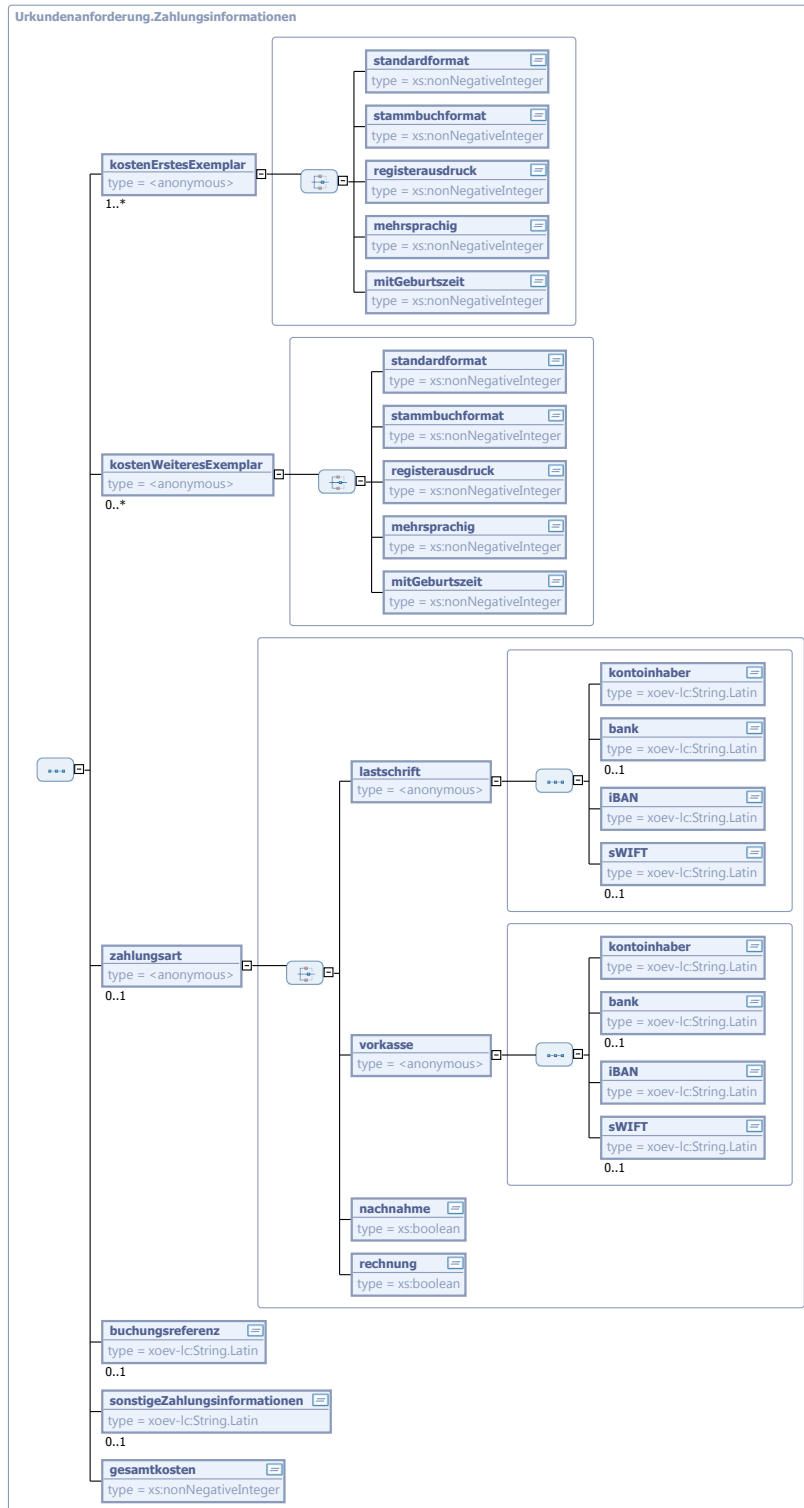 Urkundenanforderung.Zahlungsinformationen
standardformat
type = xs:nonNegativeInteger
stammbuchformat
type = xs:nonNegativeInteger
kostenErstesExemplar
type = <anonymous>
1..*
registerausdruck
type = xs:nonNegativeInteger
mehrsprachig
type = xs:nonNegativeInteger
mitGeburtszeit
type = xs:nonNegativeInteger
standardformat
type = xs:nonNegativeInteger
stammbuchformat
type = xs:nonNegativeInteger
kostenWeiteresExemplar
type = <anonymous>
0..*
registerausdruck
type = xs:nonNegativeInteger
mehrsprachig
type = xs:nonNegativeInteger
mitGeburtszeit
type = xs:nonNegativeInteger
kontoinhaber
type = xoev-lc:String.Latin
bank
type = xoev-lc:String.Latin
0..1
lastschrift
type = <anonymous>
iBAN
type = xoev-lc:String.Latin
sWIFT
type = xoev-lc:String.Latin
0..1
zahlungsart
type = <anonymous>
0..1
kontoinhaber
type = xoev-lc:String.Latin
bank
type = xoev-lc:String.Latin
0..1
vorkasse
type = <anonymous>
iBAN
type = xoev-lc:String.Latin
sWIFT
type = xoev-lc:String.Latin
0..1
nachnahme
type = xs:boolean
rechnung
type = xs:boolean
buchungsreferenz
type = xoev-lc:String.Latin
0..1
sonstigeZahlungsinformationen
type = xoev-lc:String.Latin
0..1
gesamtkosten
type = xs:nonNegativeInteger